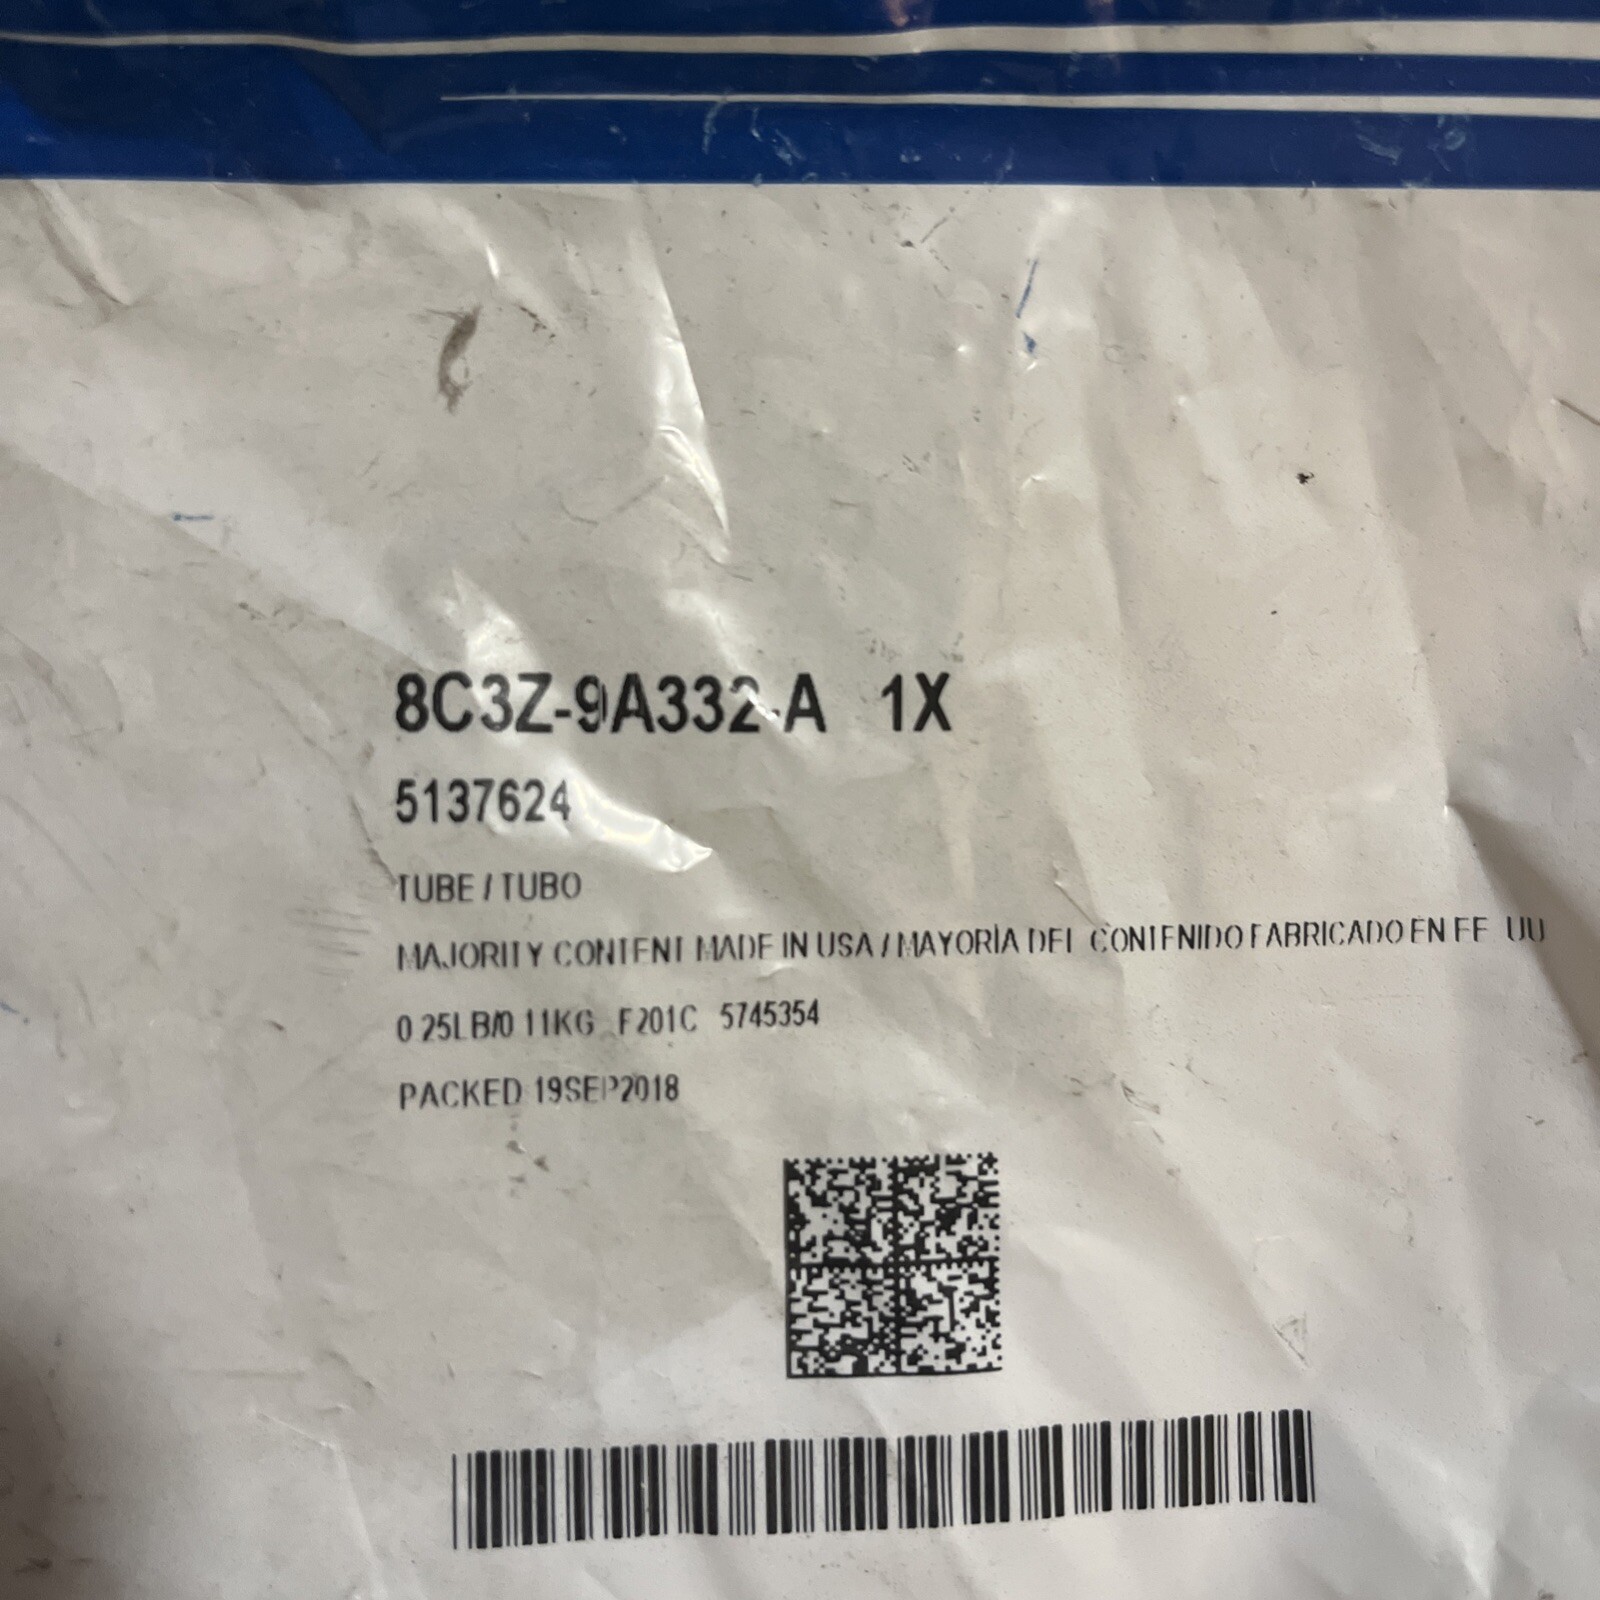 8C3Z-9A332-A 1X
5137624
TUBE / TUBO
MAJORITY CONTENT MADE IN USA / MAYORÍA DEL CONTENIDO FABRICADO EN EE UU
0 25LB/0 11KG F201C 5745354
PACKED 19SEP2018